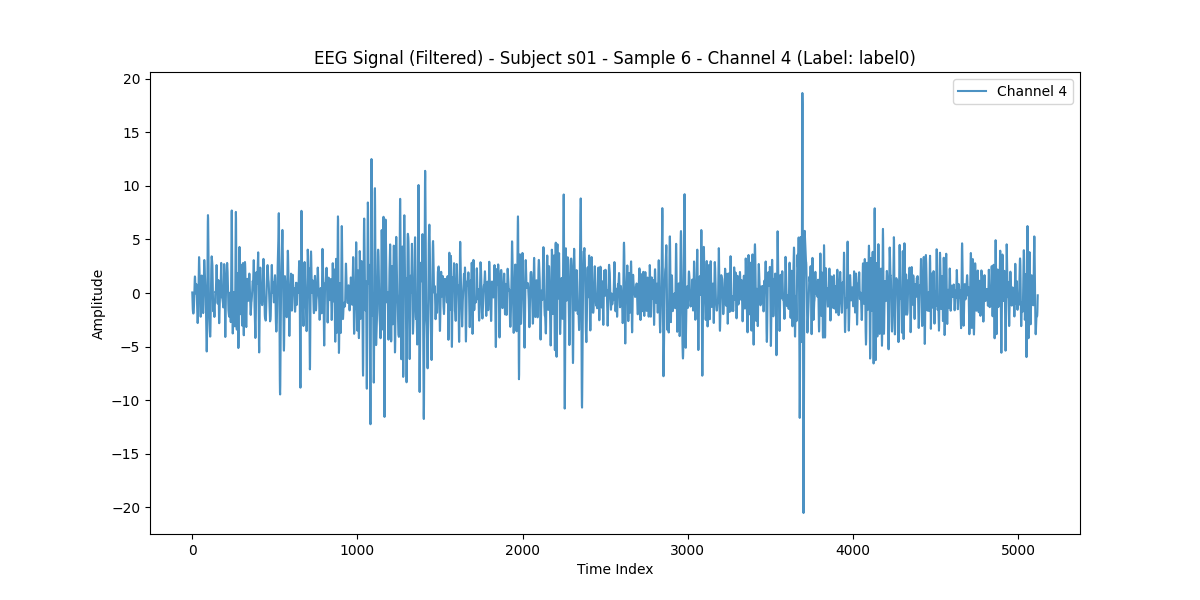 EEG Signal (Filtered) - Subject s01 - Sample 6 - Channel 4 (Label: label0)
Channel 4
20
15
10
5
0
−5
−10
−15
−20
Amplitude
0 1000 2000 3000 4000 5000
Time Index